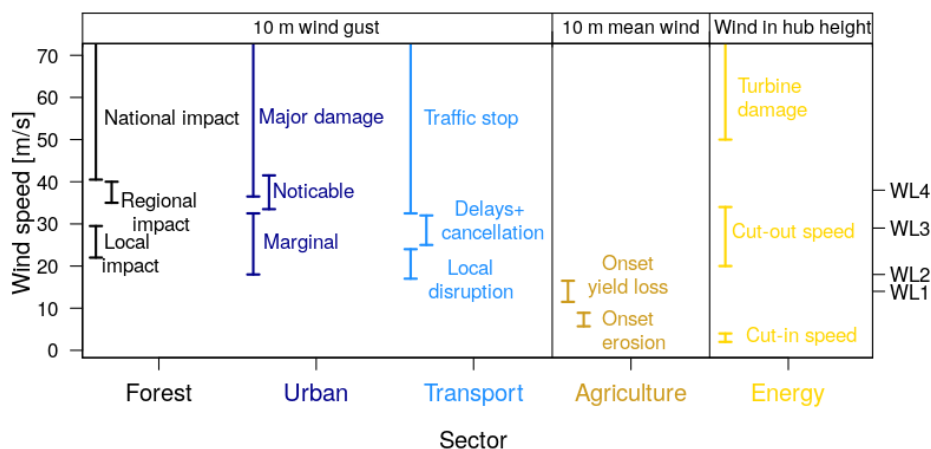 10 m wind gust
10 m mean wind
Wind in hub height
Wind speed [m/s]
70
60
50
40
30
20
10
0
National impact
Regional
impact
Local
impact
Major damage
Noticable
Marginal
Traffic stop
Delays+
cancellation
Local
disruption
Onset
yield loss
Onset
erosion
Turbine
damage
Cut-out speed
Cut-in speed
WL4
WL3
WL2
WL1
Forest
Urban
Transport
Agriculture
Energy
Sector